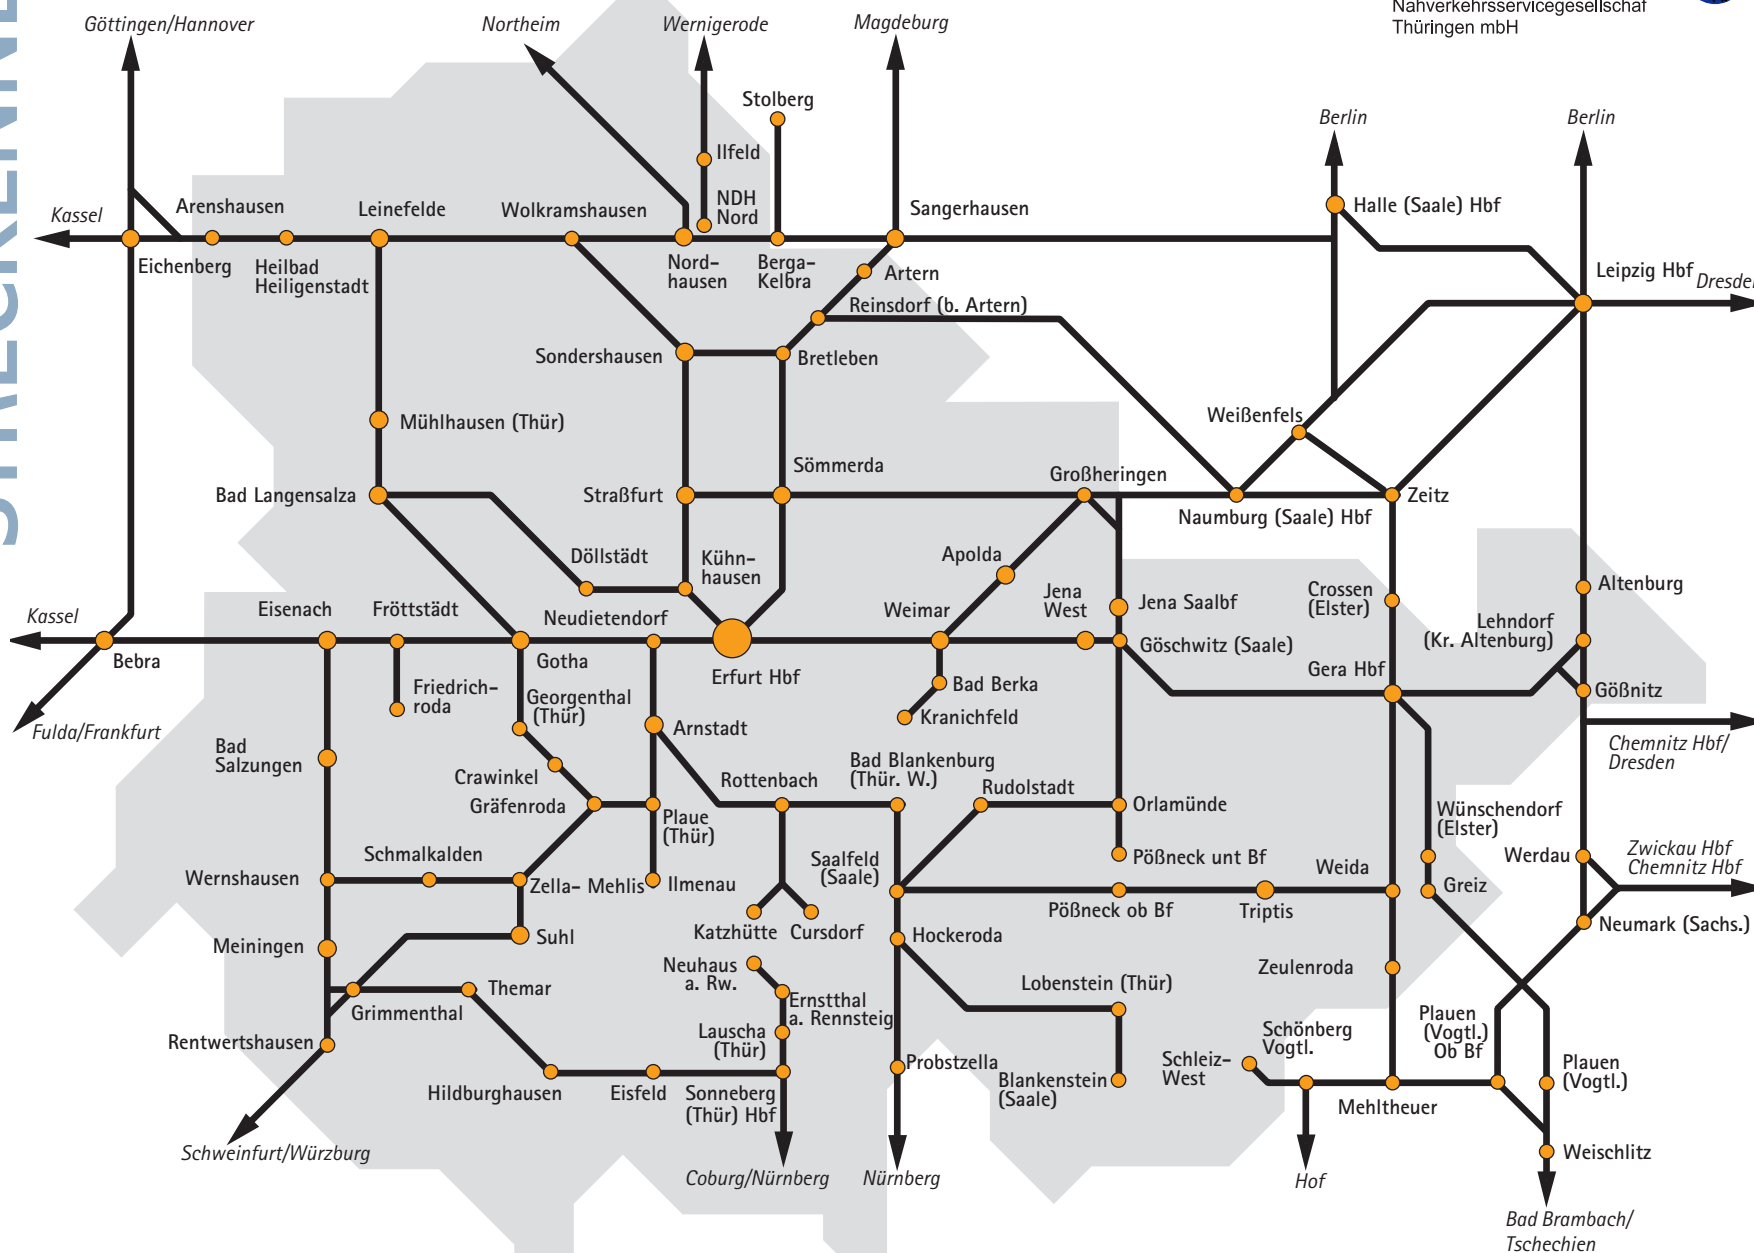 Nahverkehrsservicegesellschaf
Thüringen mbH
Göttingen/Hannover
Northeim
Wernigerode
Magdeburg
Stolberg
Berlin
Berlin
Ilfeld
NDH
Nord
Kassel
Arenshausen
Leinefelde
Wolkramshausen
Sangerhausen
Halle (Saale) Hbf
Eichenberg
Heilbad
Heiligenstadt
Nord-
hausen
Berga-
Kelbra
Artern
Leipzig Hbf
Dresden
Reinsdorf (b. Artern)
Sondershausen
Bretleben
Mühlhausen (Thür)
Weißenfels
Bad Langensalza
Straßfurt
Sömmerda
Großheringen
Naumburg (Saale) Hbf
Zeitz
Döllstädt
Kühn-
hausen
Apolda
Jena
West
Jena Saalbf
Crossen
(Elster)
Altenburg
Kassel
Eisenach
Fröttstädt
Neudietendorf
Weimar
Göschwitz (Saale)
Lehndorf
(Kr. Altenburg)
Bebra
Gotha
Erfurt Hbf
Gera Hbf
Friedrich-
roda
Georgenthal
(Thür)
Bad Berka
Kranichfeld
Gößnitz
Fulda/Frankfurt
Bad
Salzungen
Arnstadt
Chemnitz Hbf/
Dresden
Crawinkel
Gräfenroda
Rottenbach
Bad Blankenburg
(Thür. W.)
Rudolstadt
Orlamünde
Plaue
(Thür)
Wünschendorf
(Elster)
Schmalkalden
Saalfeld
(Saale)
Pößneck unt Bf
Weida
Werdau
Zwickau Hbf
Chemnitz Hbf
Wernshausen
Zella- Mehlis
Ilmenau
Pößneck ob Bf
Triptis
Greiz
Meiningen
Suhl
Katzhütte
Cursdorf
Hockeroda
Neumark (Sachs.)
Neuhaus
a. Rw.
Zeulenroda
Themar
Grimmenthal
Ernstthal
a. Rennsteig
Lobenstein (Thür)
Rentwertshausen
Lauscha
(Thür)
Schönberg
Vogtl.
Plauen
(Vogtl.)
Ob Bf
Probstzella
Schleiz-
West
Plauen
(Vogtl.)
Hildburghausen
Eisfeld
Sonneberg
(Thür) Hbf
Blankenstein
(Saale)
Mehltheuer
Schweinfurt/Würzburg
Coburg/Nürnberg
Nürnberg
Hof
Weischlitz
Bad Brambach/
Tschechien